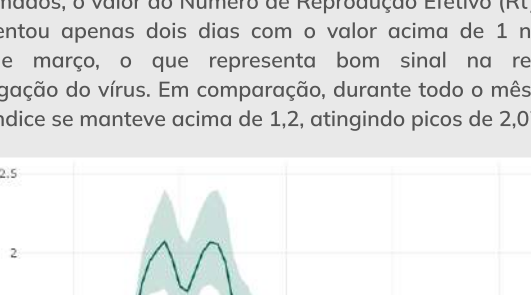 mados, o valor do Número de Reprodução Efetivo (Rt)
entou apenas dois dias com o valor acima de 1 n
e março, o que representa bom sinal na re
gação do vírus. Em comparação, durante todo o mês
ndice se manteve acima de 1,2, atingindo picos de 2,0
2.5
2